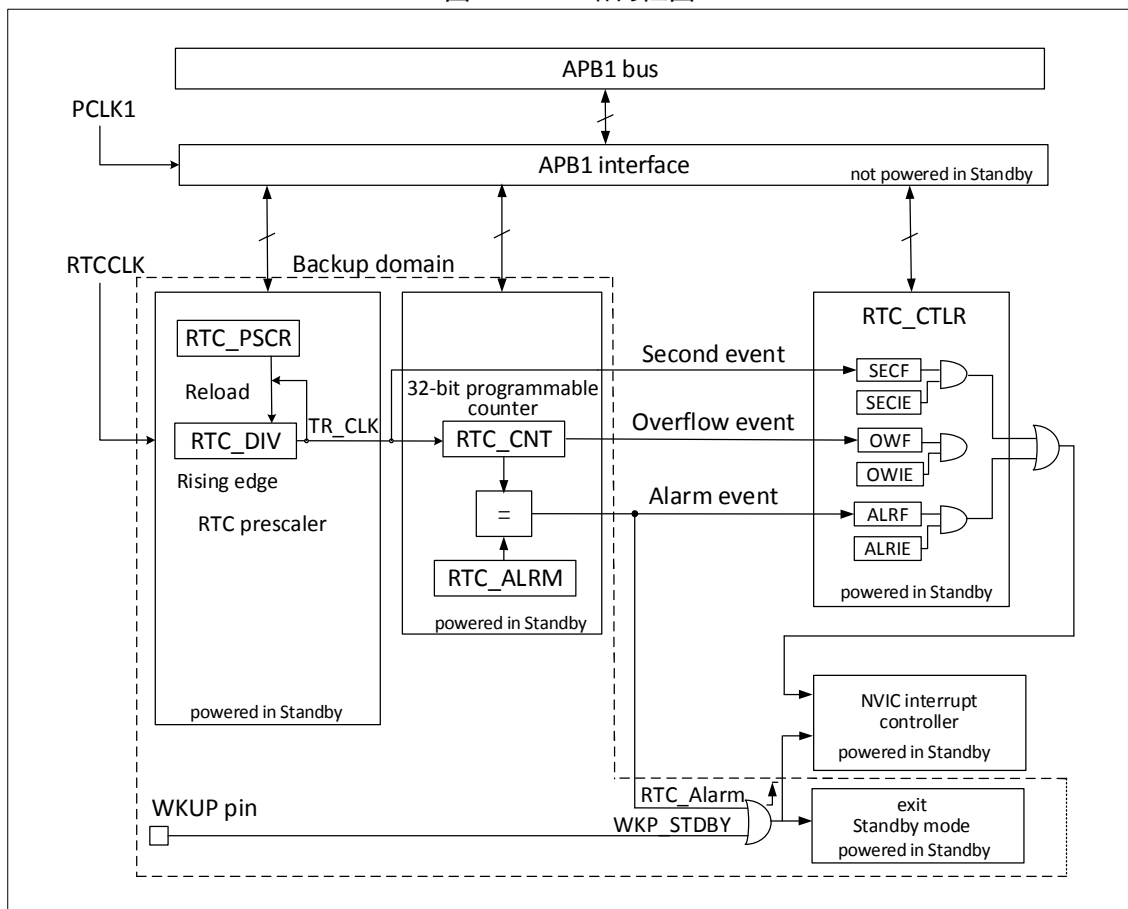 APB1 bus
PCLK1
APB1 interface
not powered in Standby
RTCCLK
Backup domain
RTC_PSCR
Reload
RTC_DIV
TR_CLK
Rising edge
RTC prescaler
powered in Standby
32-bit programmable
counter
RTC_CNT
=
RTC_ALRM
powered in Standby
Second event
Overflow event
Alarm event
RTC_CTLR
SECF
SECIE
OWF
OWIE
ALRF
ALRIE
powered in Standby
NVIC interrupt
controller
powered in Standby
RTC_Alarm
WKUP pin
WKP_STDBY
exit
Standby mode
powered in Standby